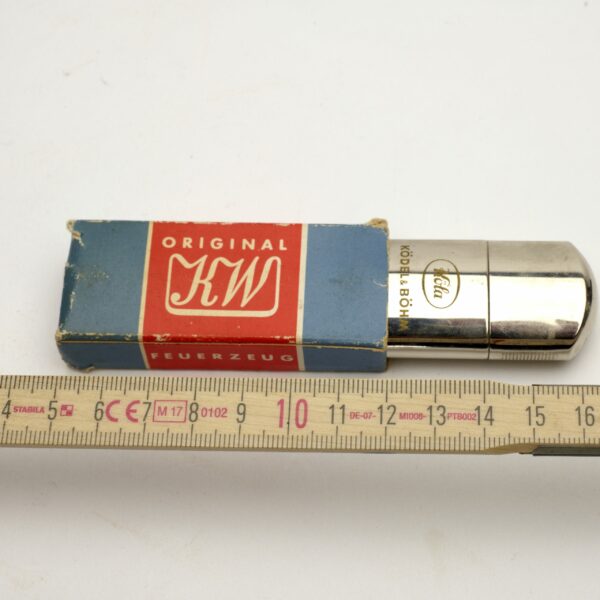 ORIGINAL
KW
FEUERZEUG
Köla
KÖDEL & BÖHM
4 STABILA 5 6 CE 7 M 17 8 0102 9 10 11 DE-07- 12 M1008- 13 PTB002 14 15 16